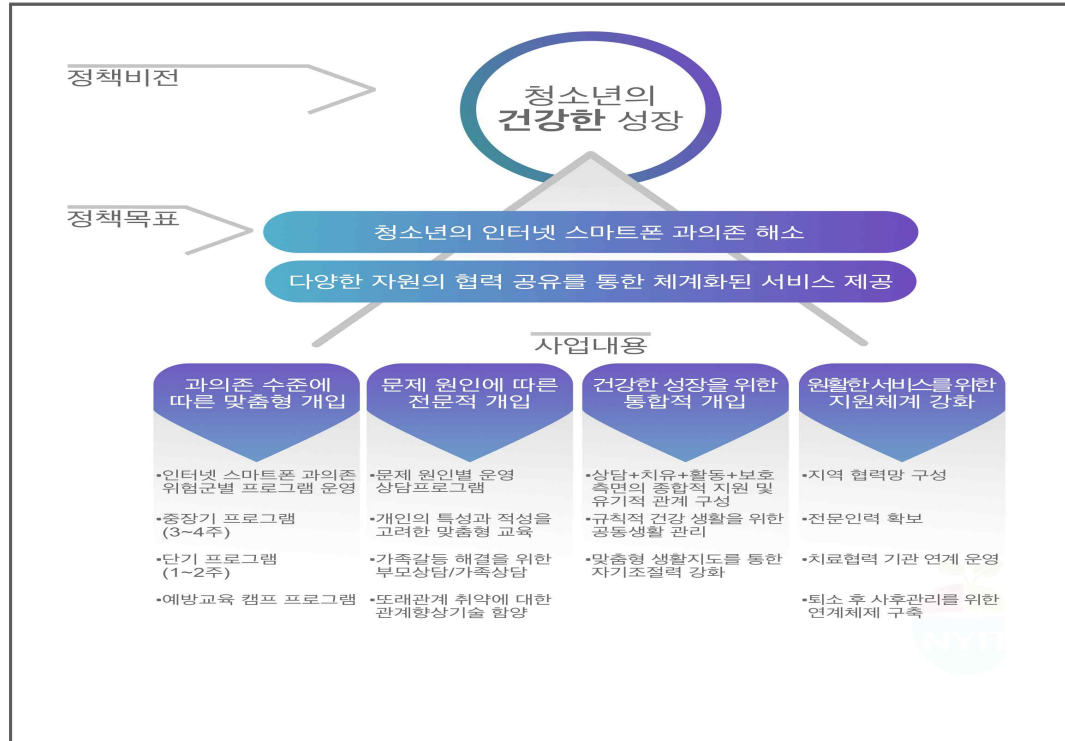 정책비전
청소년의
건강한 성장
정책목표
청소년의 인터넷 스마트폰 과의존 해소
다양한 자원의 협력 공유를 통한 체계화된 서비스 제공
사업내용
과의존 수준에
따른 맞춤형 개입
•인터넷 스마트폰 과의존
위험군별 프로그램 운영
•중장기 프로그램
(3~4주)
•단기 프로그램
(1~2주)
•예방교육 캠프 프로그램
문제 원인에 따른
전문적 개입
•문제 원인별 운영
상담프로그램
•개인의 특성과 적성을
고려한 맞춤형 교육
•가족갈등 해결을 위한
부모상담/가족상담
•또래관계 취약에 대한
관계향상기술 함양
건강한 성장을 위한
통합적 개입
•상담+치유+활동+보호
측면의 종합적 지원 및
유기적 관계 구성
•규칙적 건강 생활을 위한
공동생활 관리
•맞춤형 생활지도를 통한
자기조절력 강화
원활한 서비스를 위한
지원체계 강화
•지역 협력망 구성
•전문인력 확보
•치료협력 기관 연계 운영
•퇴소 후 사후관리를 위한
연계체제 구축